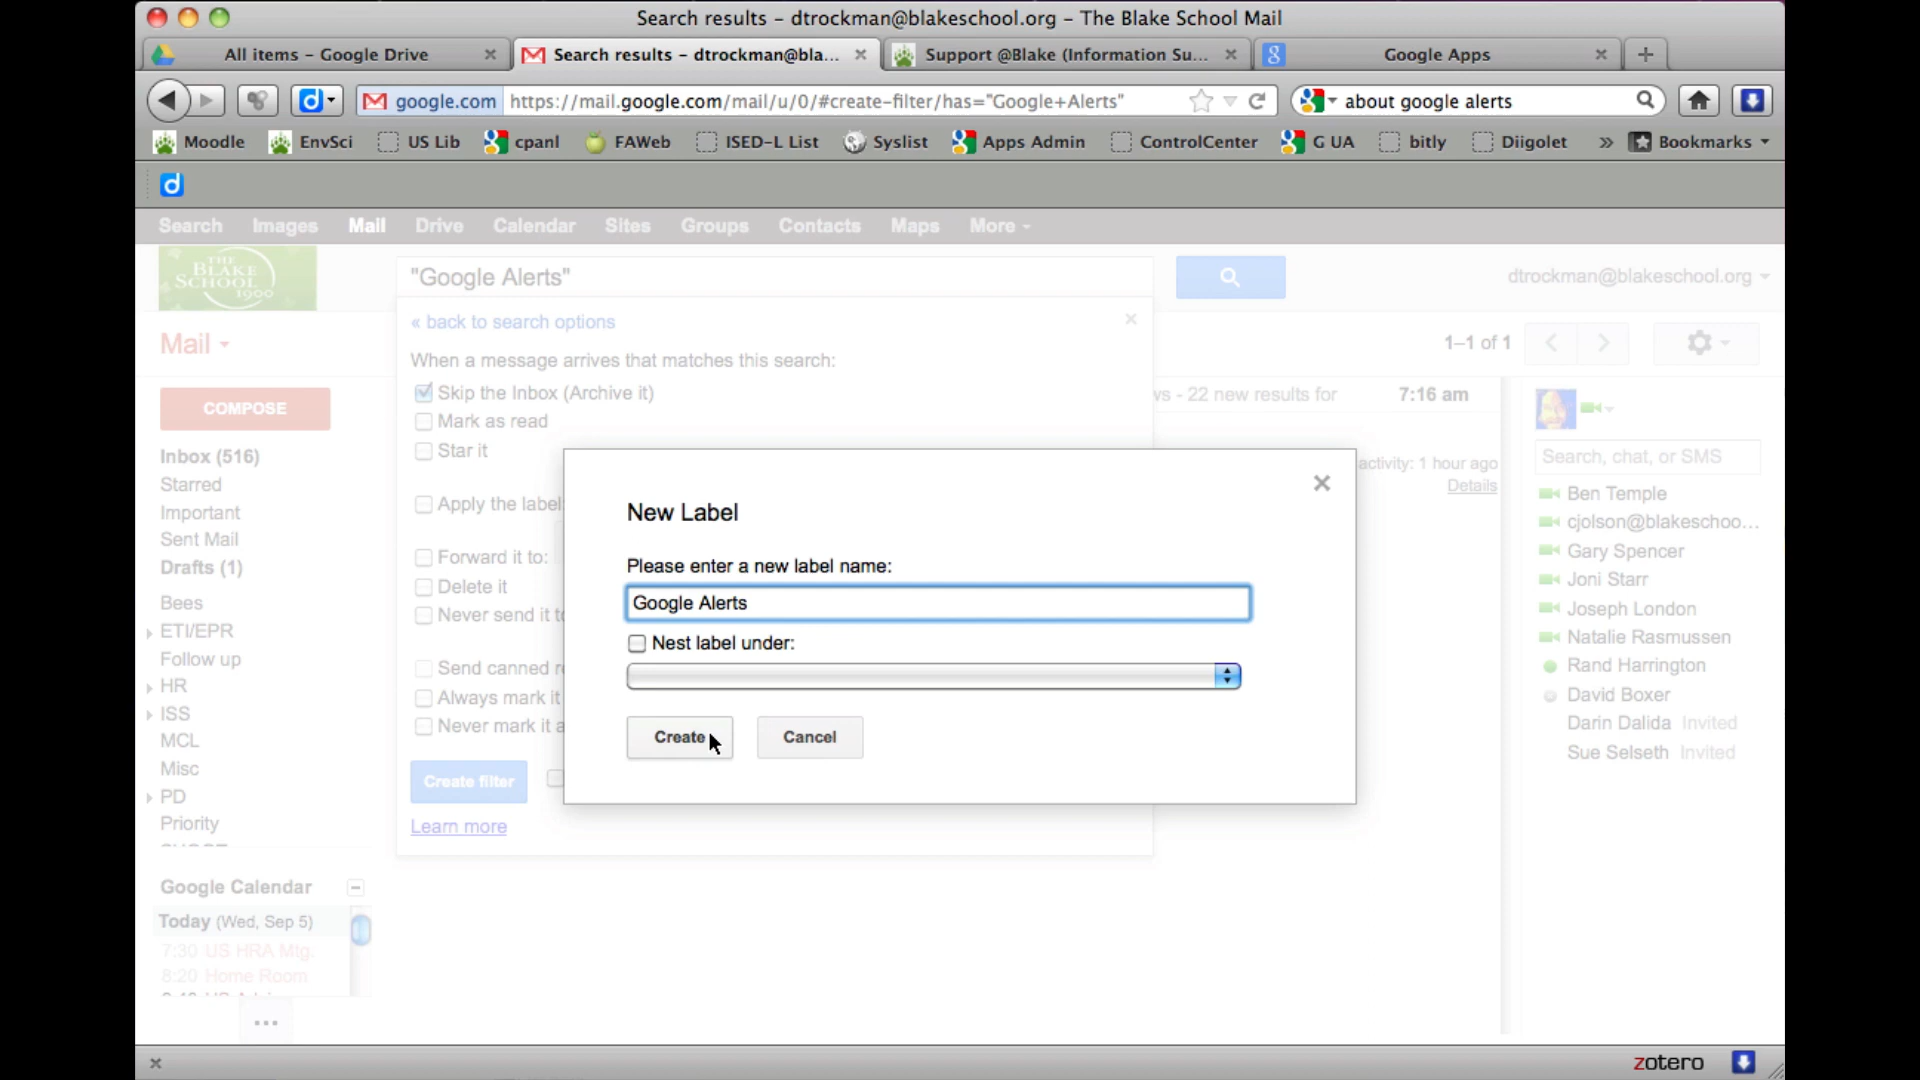 Search results – dtrockman@blakeschool.org – The Blake School Mail
All items – Google Drive
Search results – dtrockman@bla...
Support @Blake (Information Su...
Google Apps
google.com https://mail.google.com/mail/u/0/#create-filter/has="Google+Alerts"
about google alerts
Moodle EnvSci US Lib cpanl FAWeb ISED-L List Syslist Apps Admin ControlCenter G UA bitly Diigolet » Bookmarks
d
Search Images Mail Drive Calendar Sites Groups Contacts Maps More
THE
BLAKE
SCHOOL
1900
"Google Alerts"
dtrockman@blakeschool.org
« back to search options
Mail
1–1 of 1
When a message arrives that matches this search:
Skip the Inbox (Archive it)
- 22 new results for 7:16 am
COMPOSE
Mark as read
Star it
activity: 1 hour ago
Details
Search, chat, or SMS
Inbox (516)
Starred
Important
Sent Mail
Drafts (1)
Bees
ETI/EPR
Follow up
HR
ISS
MCL
Misc
PD
Priority
Apply the label:
Forward it to:
Delete it
Never send it to
Send canned
Always mark it
Never mark it
Create filter
Learn more
New Label
Please enter a new label name:
Google Alerts
Nest label under:
Create Cancel
Ben Temple
cjolson@blakeschoo...
Gary Spencer
Joni Starr
Joseph London
Natalie Rasmussen
Rand Harrington
David Boxer
Darin Dalida Invited
Sue Selseth Invited
Google Calendar
Today (Wed, Sep 5)
7:30 US HRA Mtg.
8:20 Home Room
zotero